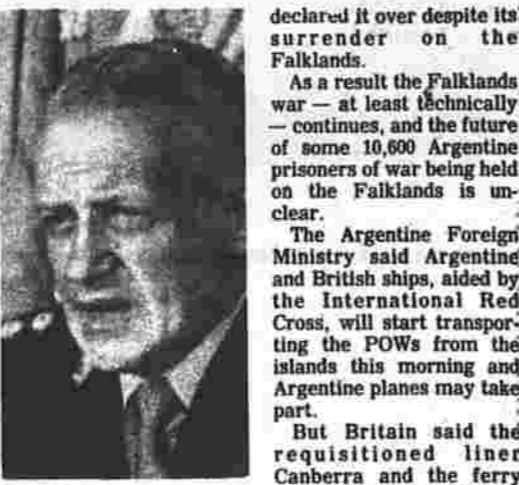 declared it over despite its
surrender on the
Falklands.
As a result the Falklands
war — at least technically
— continues, and the future
of some 10,600 Argentine
prisoners of war being held
on the Falklands is un-
clear.
The Argentine Foreign
Ministry said Argentine
and British ships, aided by
the International Red
Cross, will start transpor-
ting the POWs from the
islands this morning and
Argentine planes may take
part.
But Britain said the
requisitioned liner
Canberra and the ferry